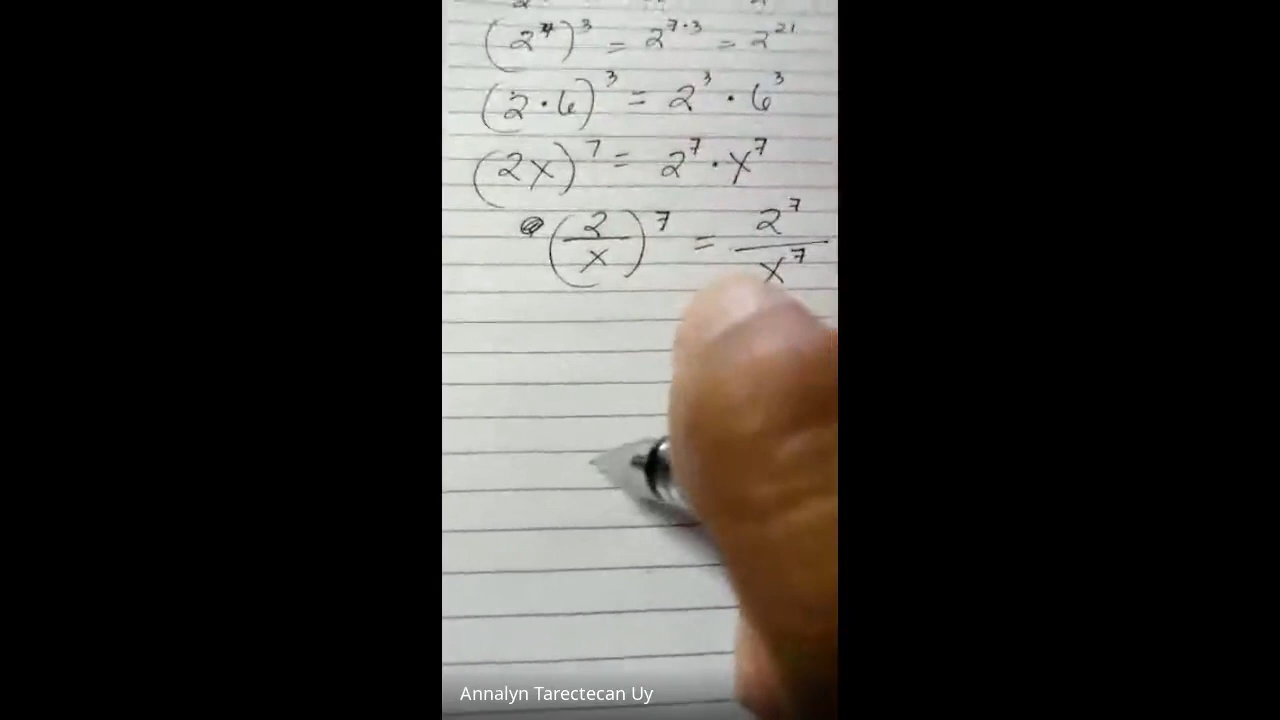 (2⁷)³ = 2⁷·³ = 2²¹
(2·6)³ = 2³ · 6³
(2x)⁷ = 2⁷ · x⁷
(2/x)⁷ = 2⁷/x⁷
Annalyn Tarectecan Uy